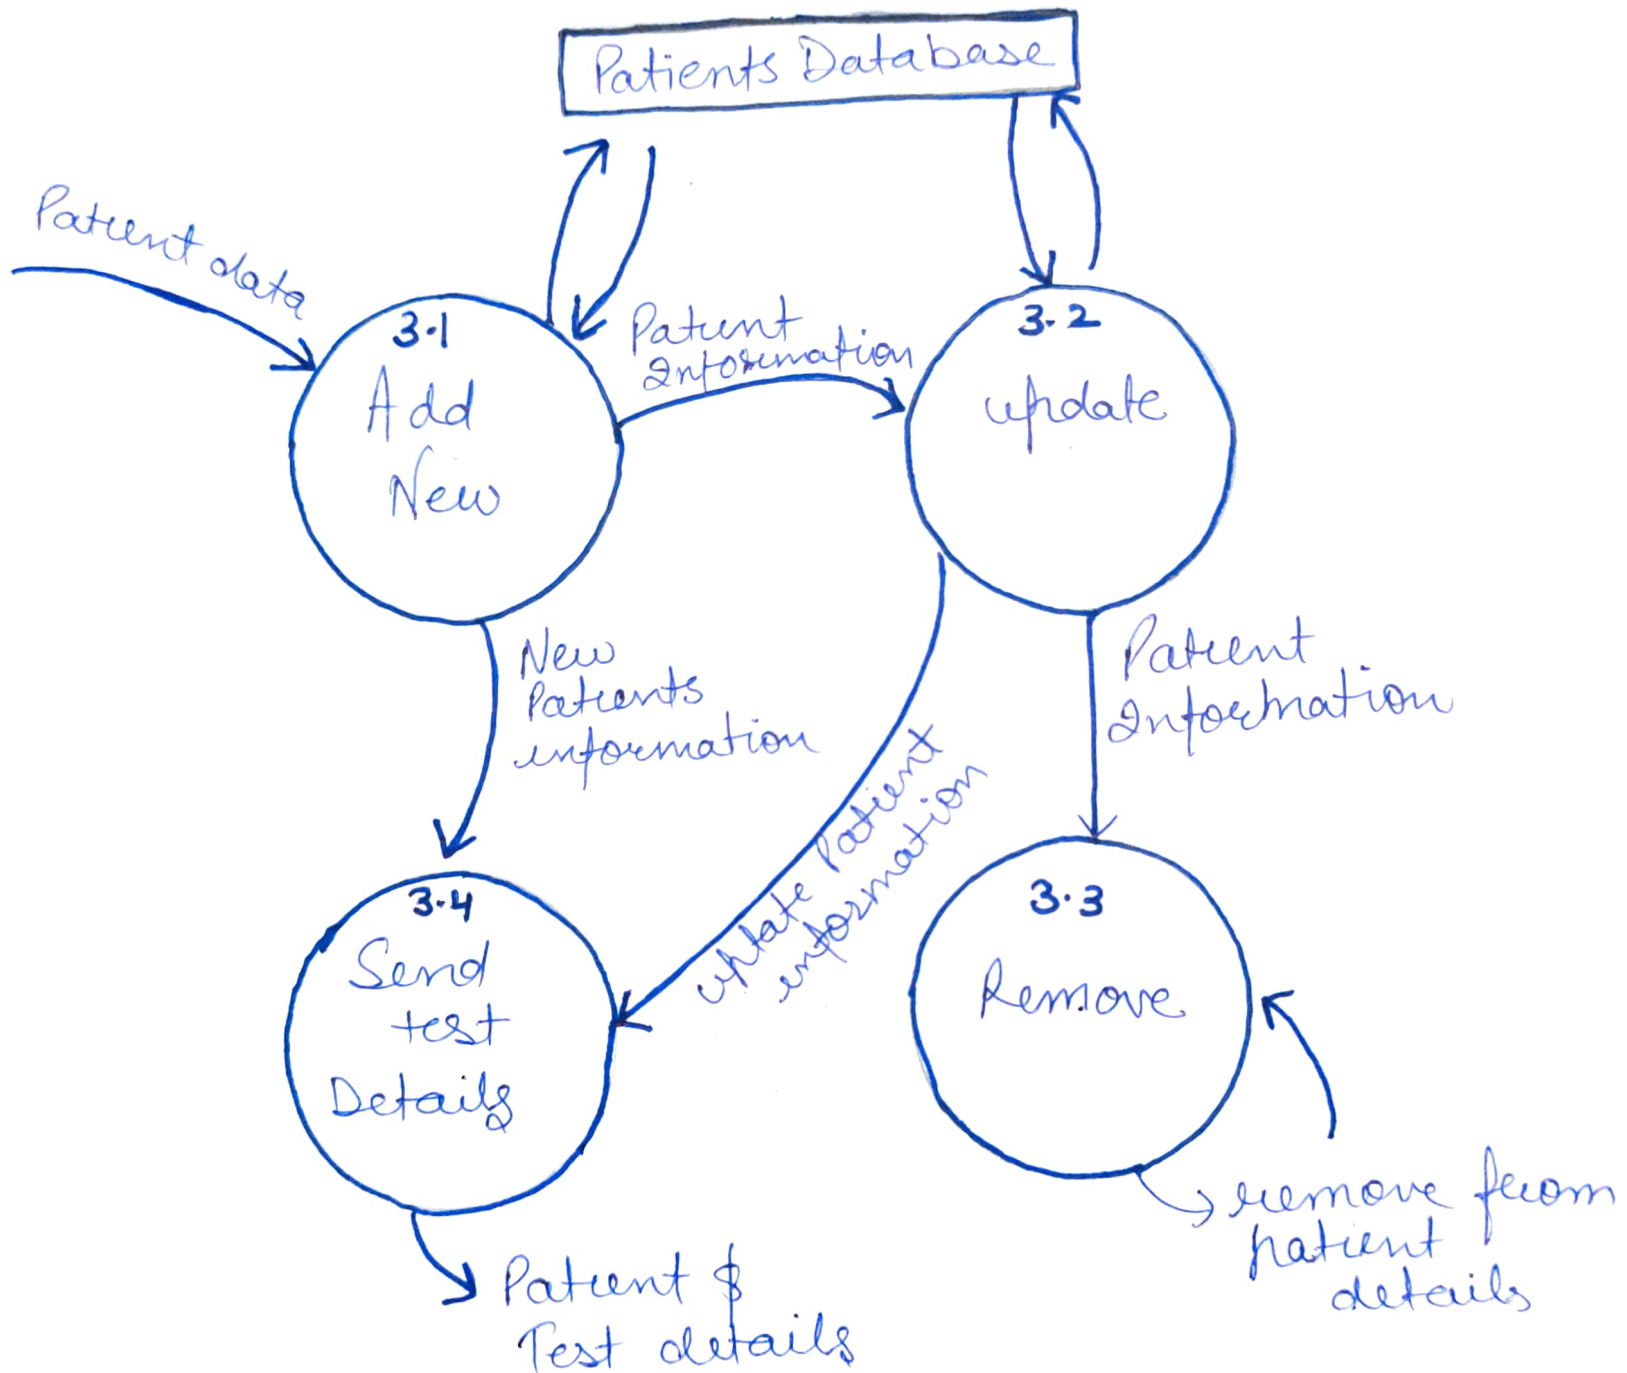 Patients Database
Patient data
3.1
Add
New
Patient
Information
3.2
update
New
Patients
information
Patient
Information
update Patient
information
3.4
Send
test
Details
3.3
Remove
remove from
patient
details
Patient &
Test details